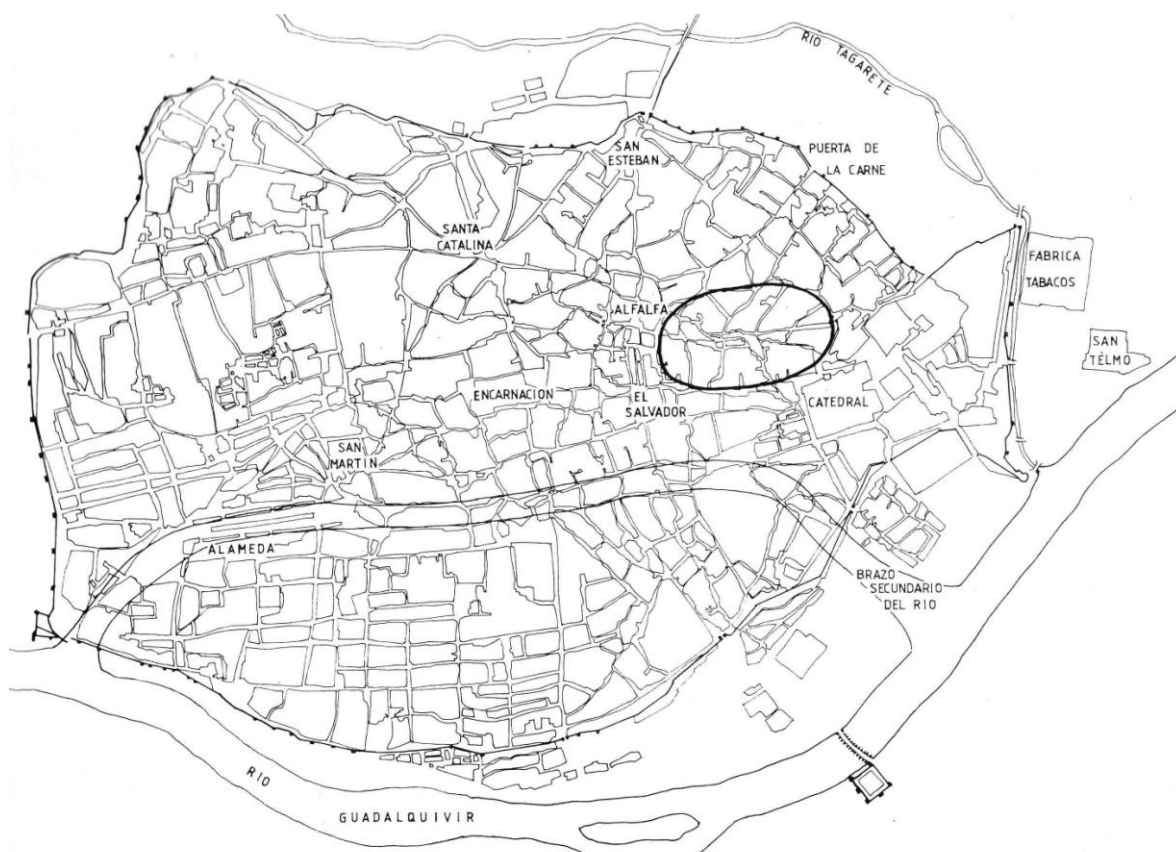 RIO TAGARETE
SAN
ESTEBAN
PUERTA DE
LA CARNE
SANTA
CATALINA
FABRICA
TABACOS
ALFALFA
SAN
TELMO
ENCARNACION
EL
SALVADOR
CATEDRAL
SAN
MARTIN
ALAMEDA
BRAZO
SECUNDARIO
DEL RIO
RIO
GUADALQUIVIR